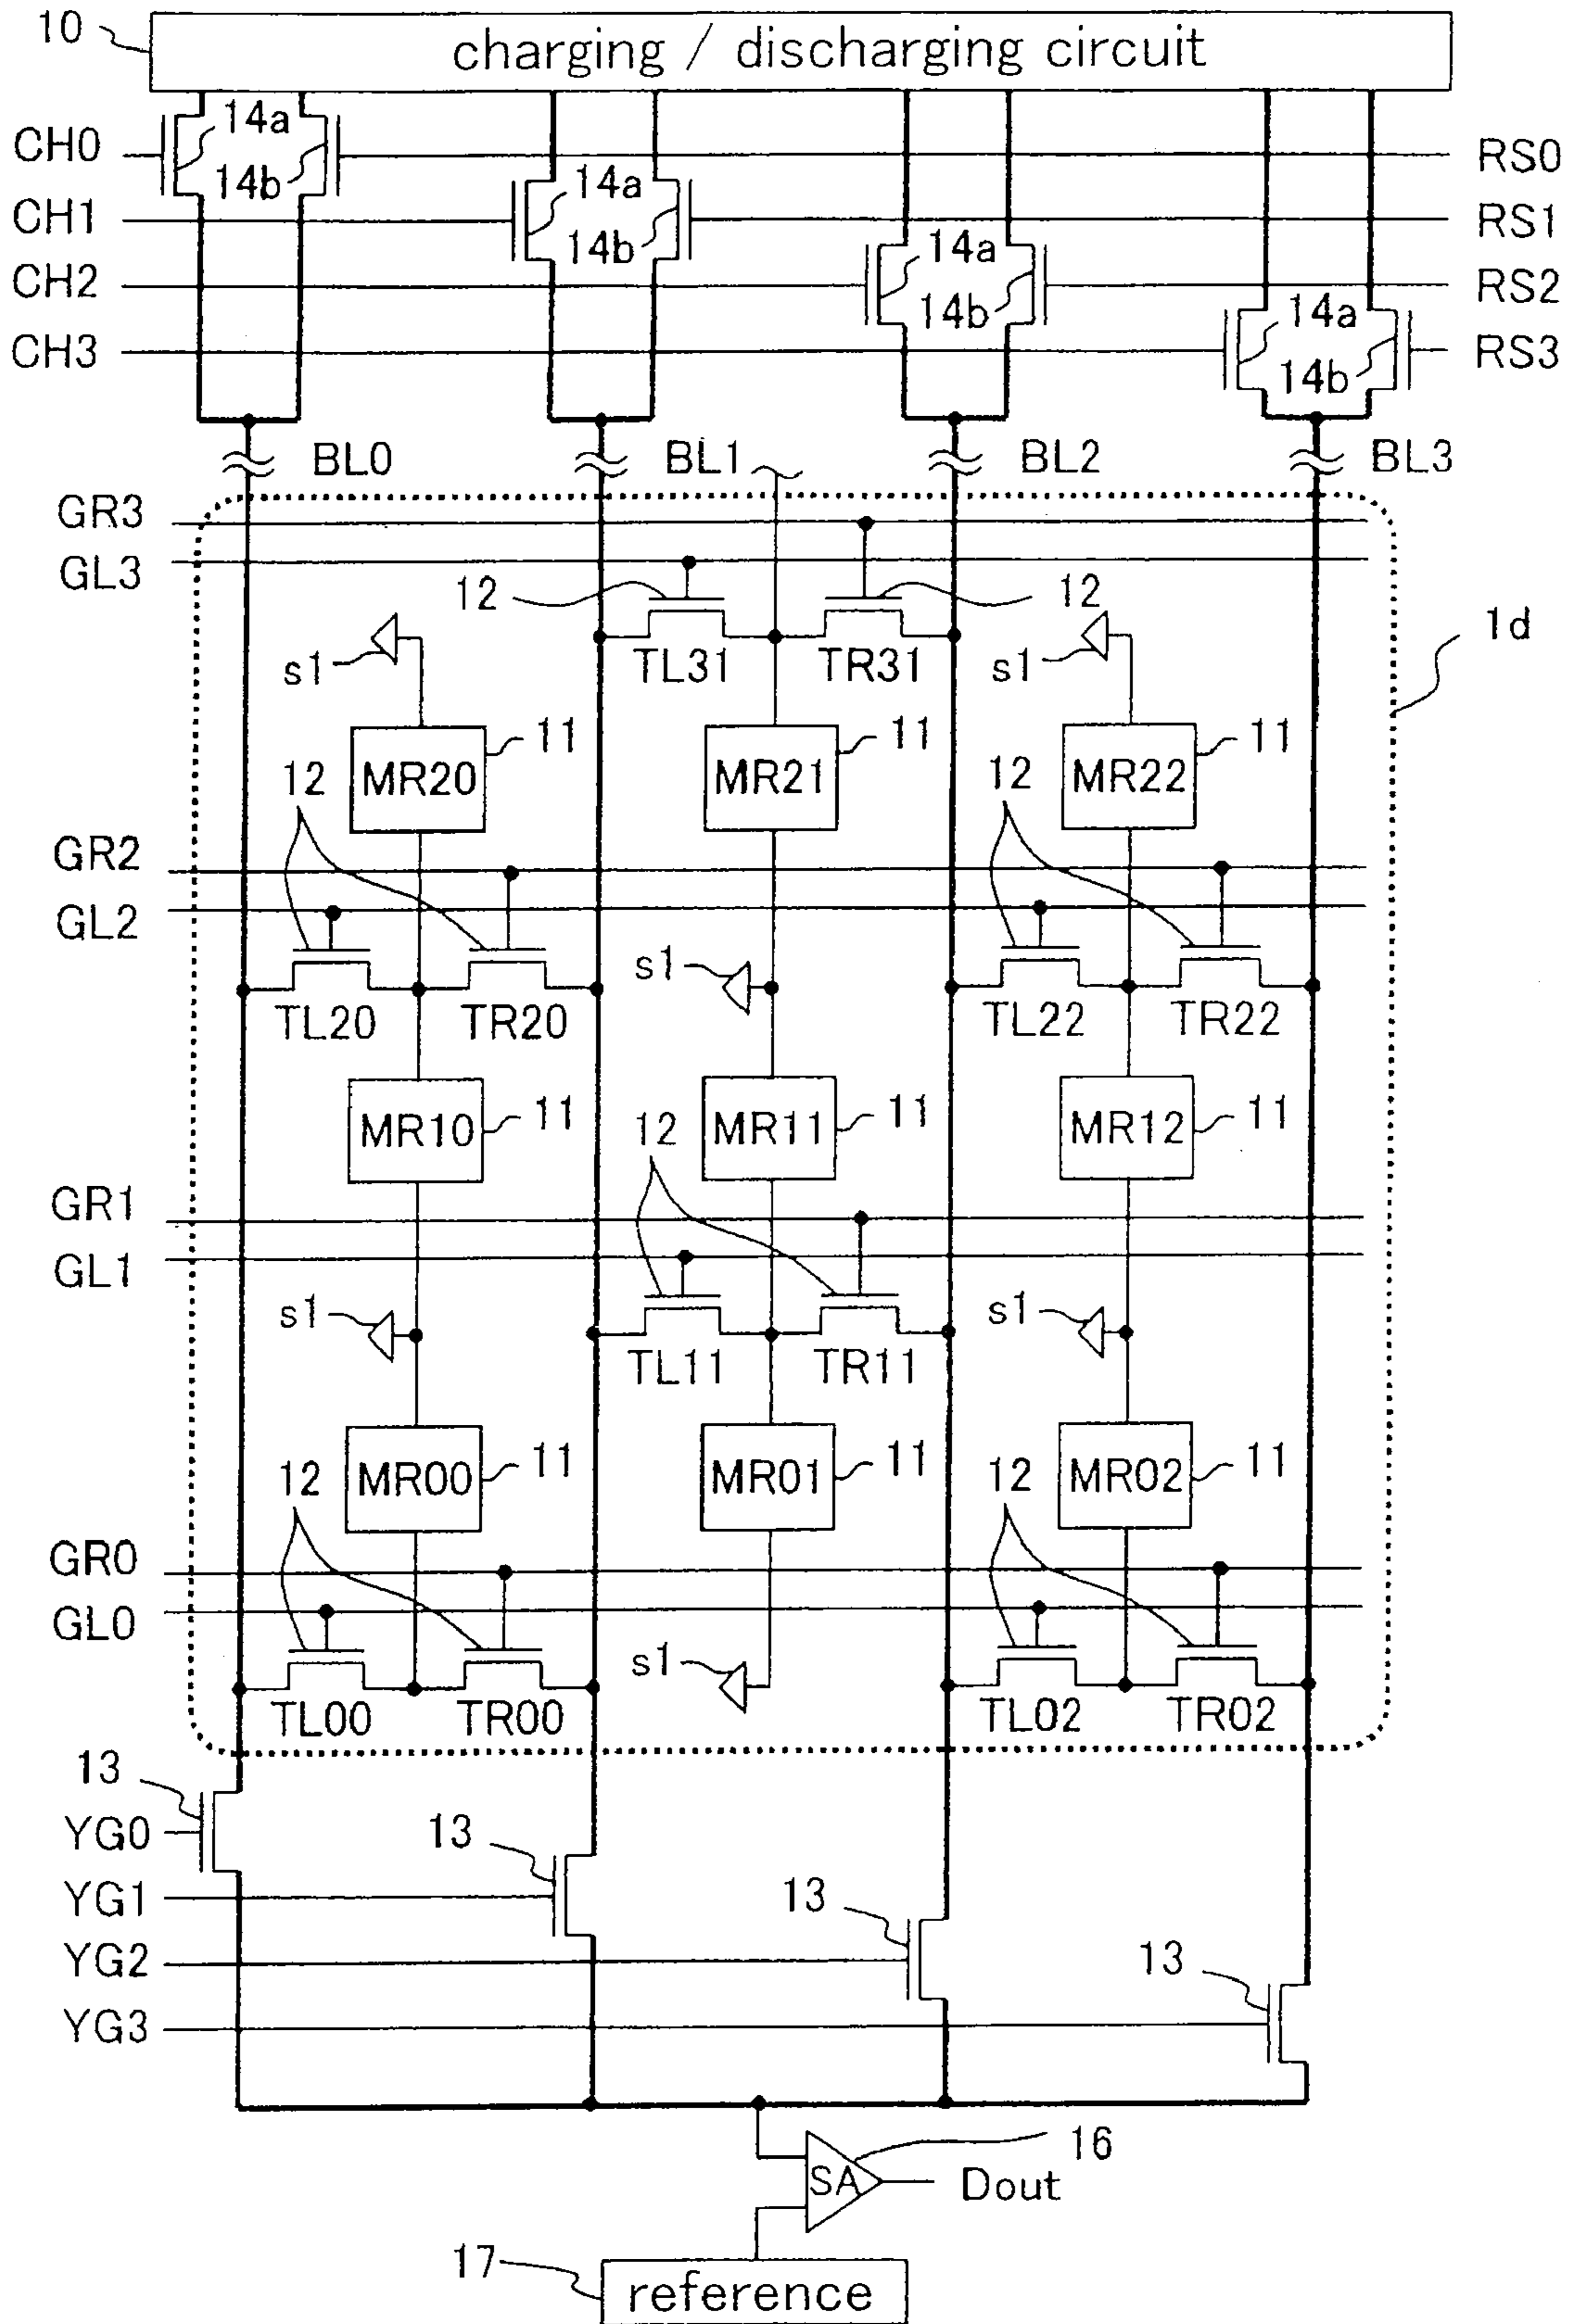 10
charging / discharging circuit
CH0 14a 14b RS0
CH1 14a 14b RS1
CH2 14a 14b RS2
CH3 14a 14b RS3
BL0 BL1 BL2 BL3
GR3
GL3
12 12
1d
s1 TL31 TR31 s1
MR20 11 MR21 11 MR22 11
12 12
GR2
GL2
s1
TL20 TR20 TL22 TR22
MR10 11 MR11 11 MR12 11
12
GR1
GL1
s1 s1
TL11 TR11
MR00 11 MR01 11 MR02 11
12 12
GR0
GL0
s1
TL00 TR00 TL02 TR02
13
YG0 13
YG1 13
YG2 13
YG3
16
SA Dout
17 reference